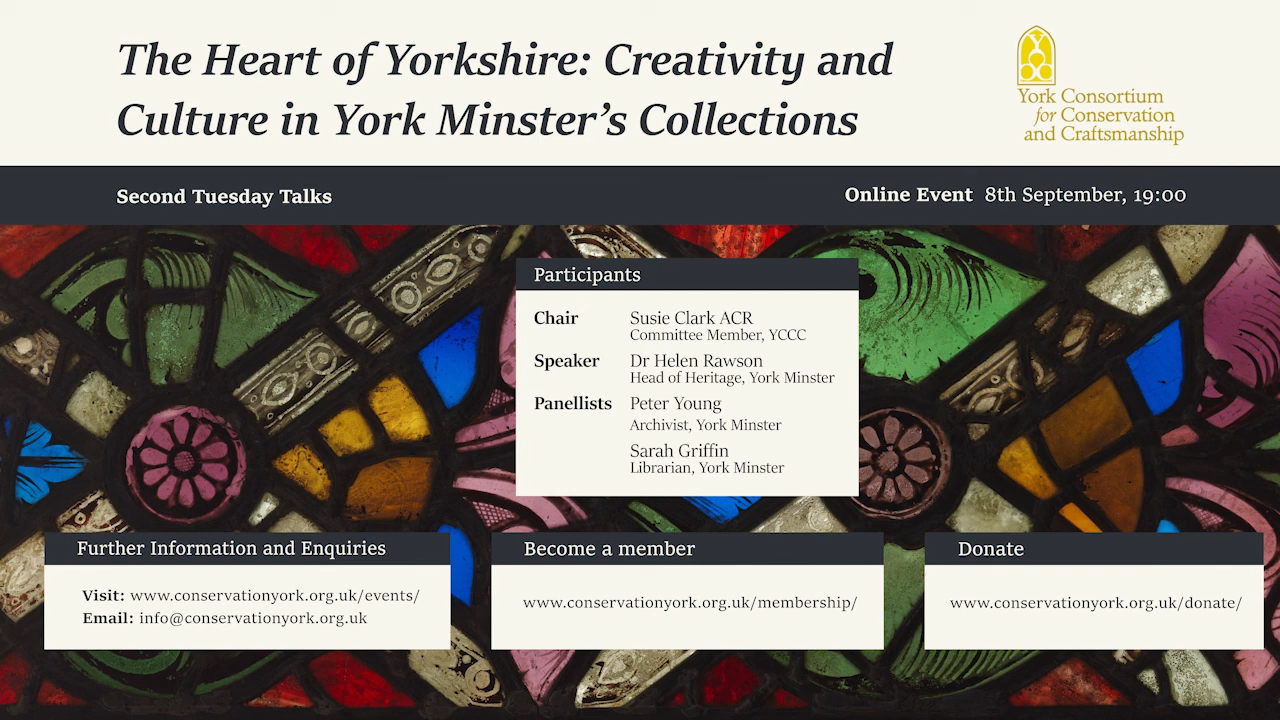 The Heart of Yorkshire: Creativity and
Culture in York Minster’s Collections
York Consortium
for Conservation
and Craftsmanship
Second Tuesday Talks
Online Event 8th September, 19:00
Participants
Chair Susie Clark ACR
Committee Member, YCCC
Speaker Dr Helen Rawson
Head of Heritage, York Minster
Panellists Peter Young
Archivist, York Minster
Sarah Griffin
Librarian, York Minster
Further Information and Enquiries
Visit: www.conservationyork.org.uk/events/
Email: info@conservationyork.org.uk
Become a member
www.conservationyork.org.uk/membership/
Donate
www.conservationyork.org.uk/donate/